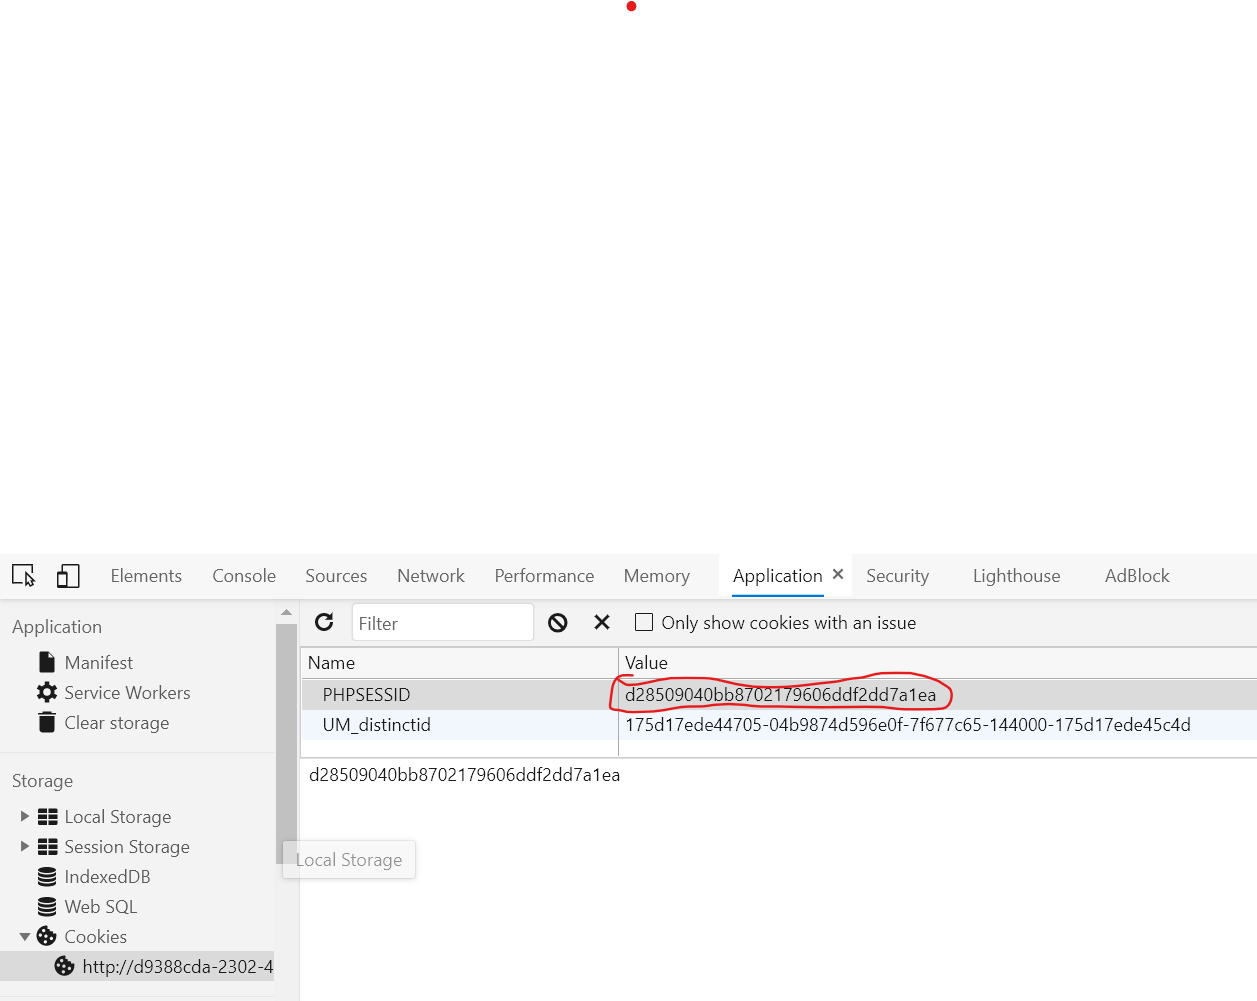 Elements Console Sources Network Performance Memory Application Security Lighthouse AdBlock
Application
Manifest
Service Workers
Clear storage
Storage
Local Storage
Session Storage
IndexedDB
Web SQL
Cookies
http://d9388cda-2302-4
Filter Only show cookies with an issue
Name Value
PHPSESSID d28509040bb8702179606ddf2dd7a1ea
UM_distinctid 175d17ede44705-04b9874d596e0f-7f677c65-144000-175d17ede45c4d
d28509040bb8702179606ddf2dd7a1ea
Local Storage